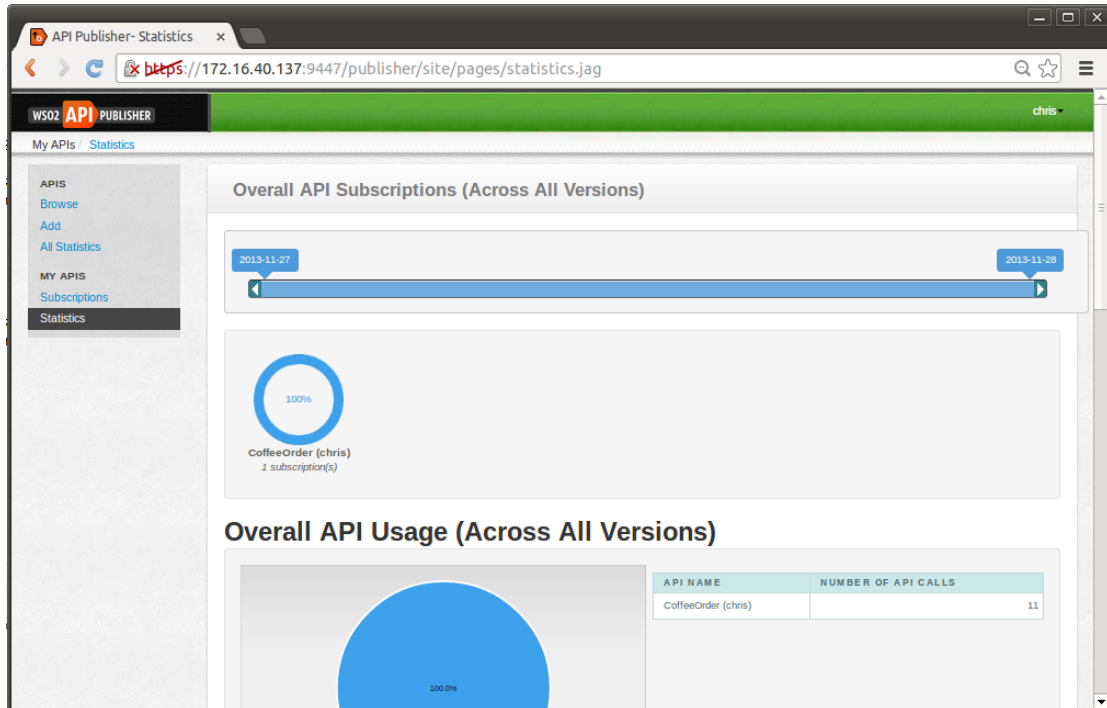 API Publisher- Statistics
https://172.16.40.137:9447/publisher/site/pages/statistics.jag
WSO2 API PUBLISHER
chris
My APIs / Statistics
APIS
Browse
Add
All Statistics
MY APIS
Subscriptions
Statistics
Overall API Subscriptions (Across All Versions)
2013-11-27
2013-11-28
100%
CoffeeOrder (chris)
1 subscription(s)
Overall API Usage (Across All Versions)
100.0%
API NAME NUMBER OF API CALLS
CoffeeOrder (chris) 11